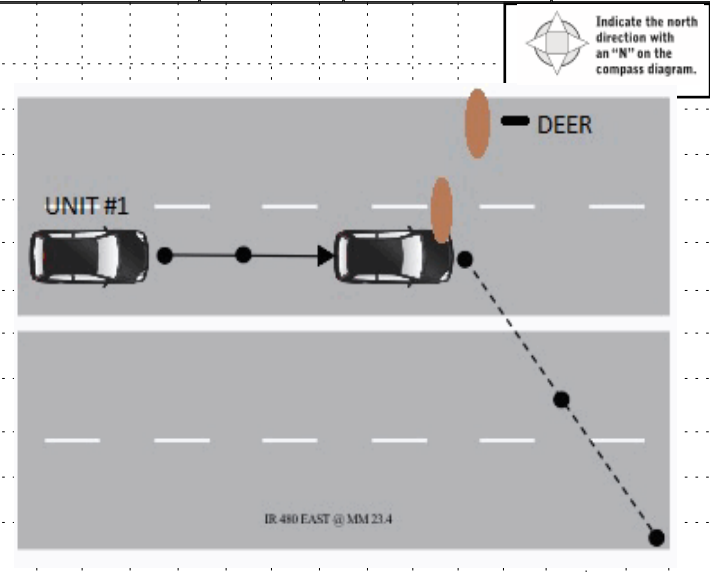 Indicate the north
direction with
an “N” on the
compass diagram.
DEER
UNIT #1
IR 480 EAST @ MM 23.4